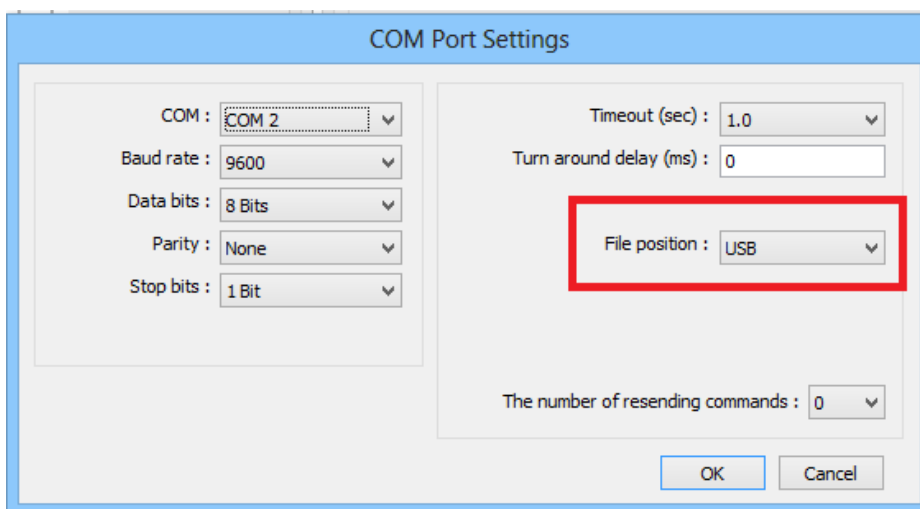 COM Port Settings
COM : COM 2
Baud rate : 9600
Data bits : 8 Bits
Parity : None
Stop bits : 1 Bit
Timeout (sec) : 1.0
Turn around delay (ms) : 0
File position : USB
The number of resending commands : 0
OK
Cancel